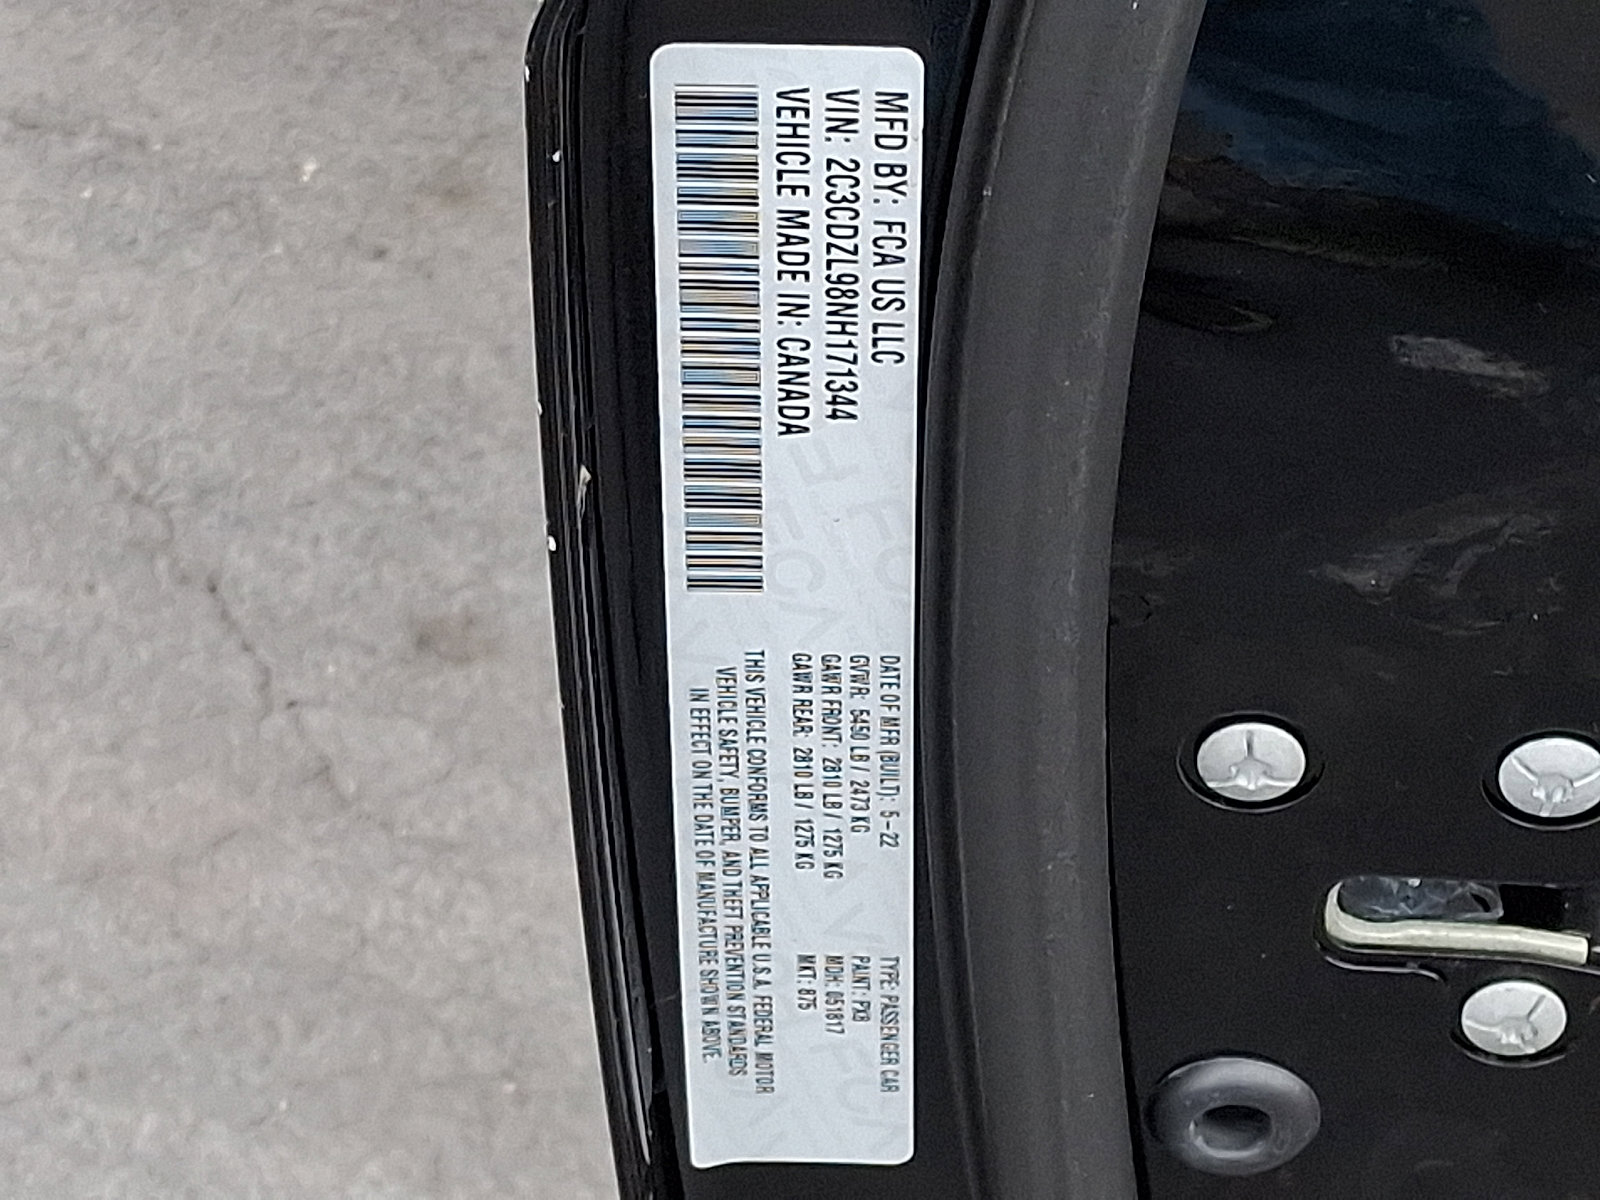 MFD BY: FCA US LLC
VIN: 2C3CDZL98NH171344
VEHICLE MADE IN: CANADA
DATE OF MFR (BUILT): 5-22
GVWR: 5450 LB / 2473 KG
GAWR FRONT: 2810 LB / 1275 KG
GAWR REAR: 2810 LB / 1275 KG
TYPE: PASSENGER CAR
PAINT: PX8
MDH: 051817
MKT: 875
THIS VEHICLE CONFORMS TO ALL APPLICABLE U.S.A. FEDERAL MOTOR
VEHICLE SAFETY, BUMPER, AND THEFT PREVENTION STANDARDS
IN EFFECT ON THE DATE OF MANUFACTURE SHOWN ABOVE.